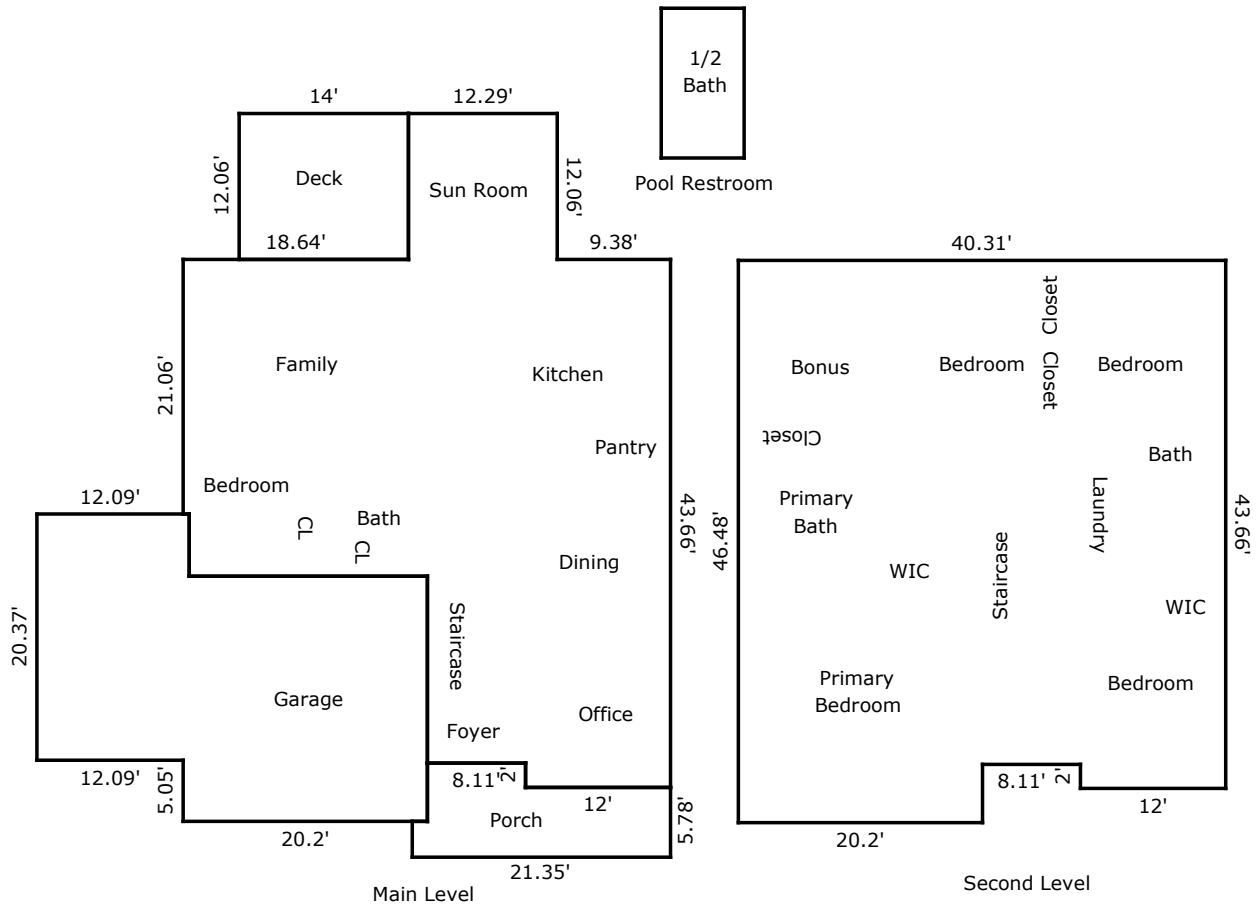 1/2
Bath
Pool Restroom
14'
12.29'
12.06'
Deck
Sun Room
12.06'
18.64'
9.38'
21.06'
Family
Kitchen
Pantry
Bedroom
CL
Bath
CL
12.09'
43.66'
Dining
20.37'
Staircase
Garage
Office
Foyer
12.09'
5.05'
8.11'
2'
12'
Porch
5.78'
20.2'
21.35'
Main Level
40.31'
Closet
Bonus
Bedroom
Closet
Bedroom
Closet
Bath
Primary
Bath
Laundry
46.48'
43.66'
WIC
Staircase
WIC
Primary
Bedroom
Bedroom
8.11'
2'
12'
20.2'
Second Level